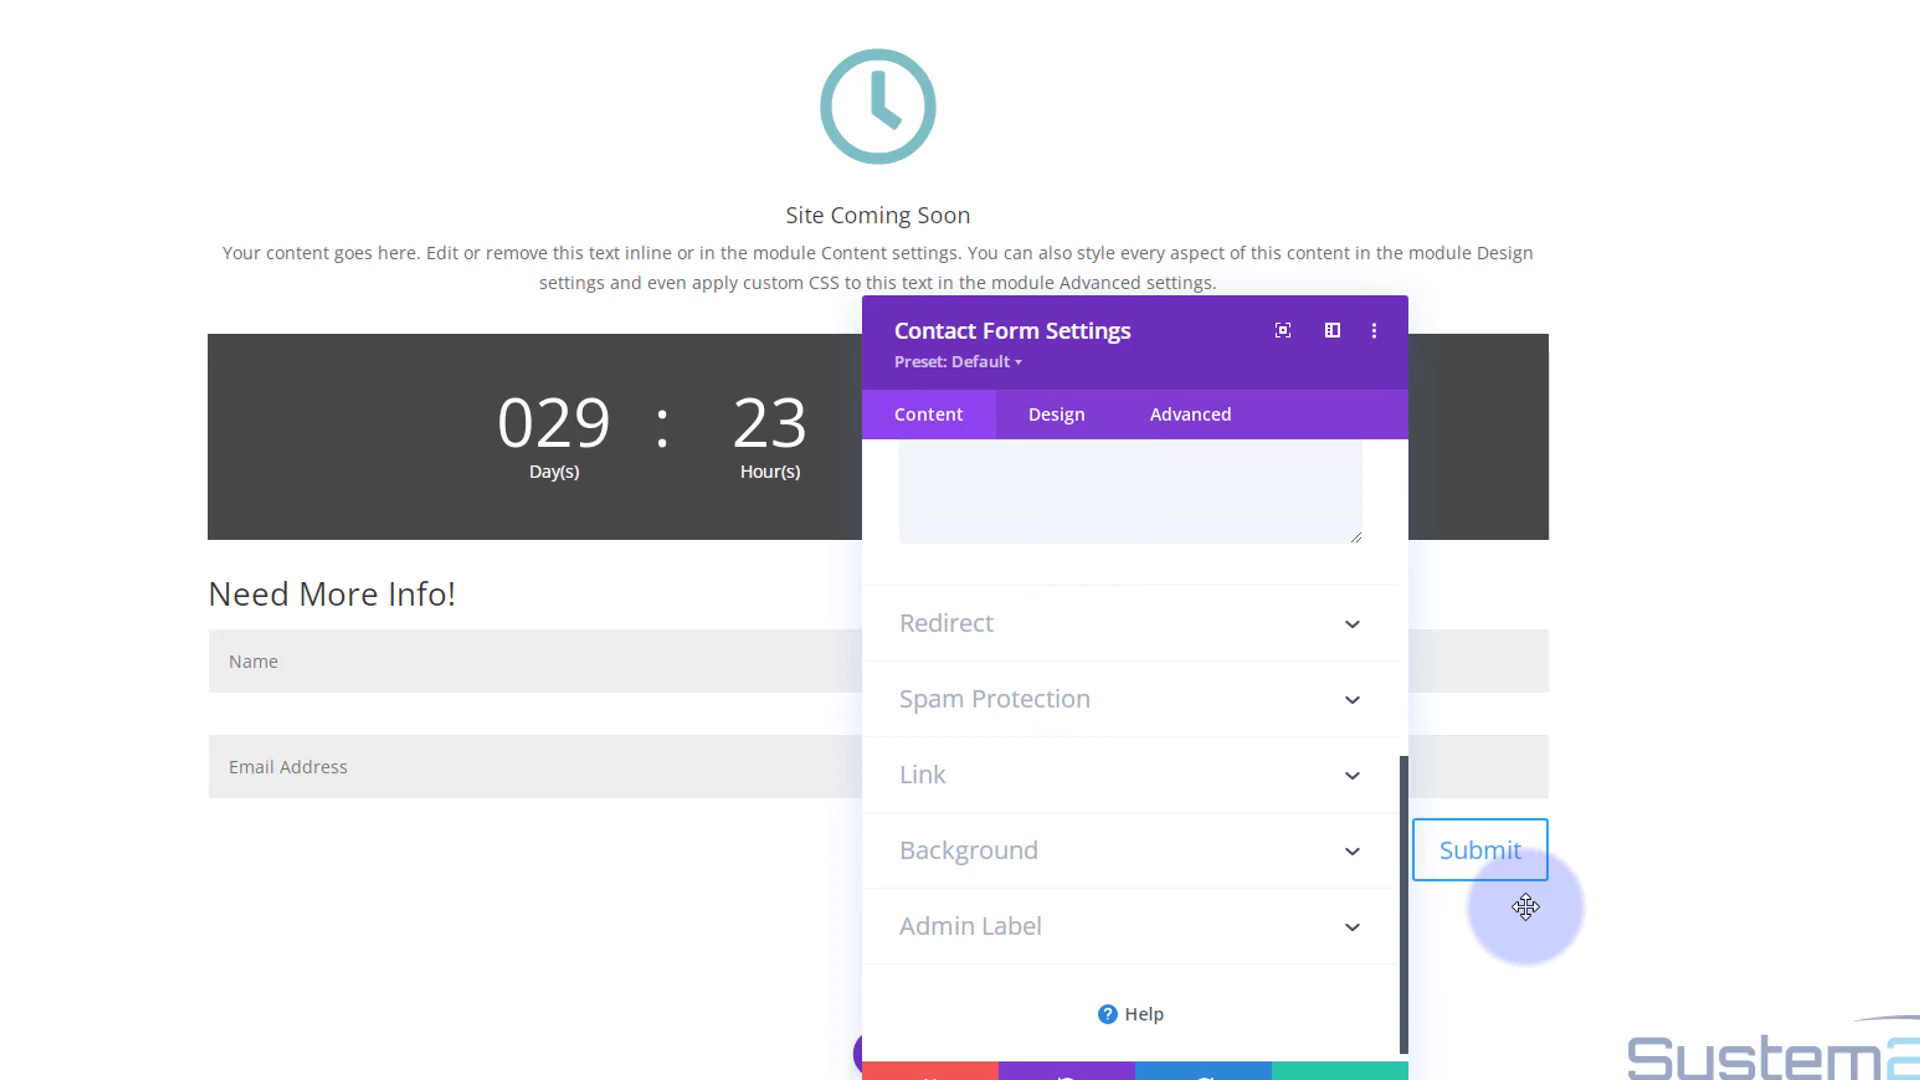 Site Coming Soon
Your content goes here. Edit or remove this text inline or in the module Content settings. You can also style every aspect of this content in the module Design
settings and even apply custom CSS to this text in the module Advanced settings.
Contact Form Settings
Preset: Default
Content
Design
Advanced
029 : 23
Day(s)
Hour(s)
Need More Info!
Name
Email Address
Redirect
Spam Protection
Link
Background
Admin Label
Submit
? Help
System2